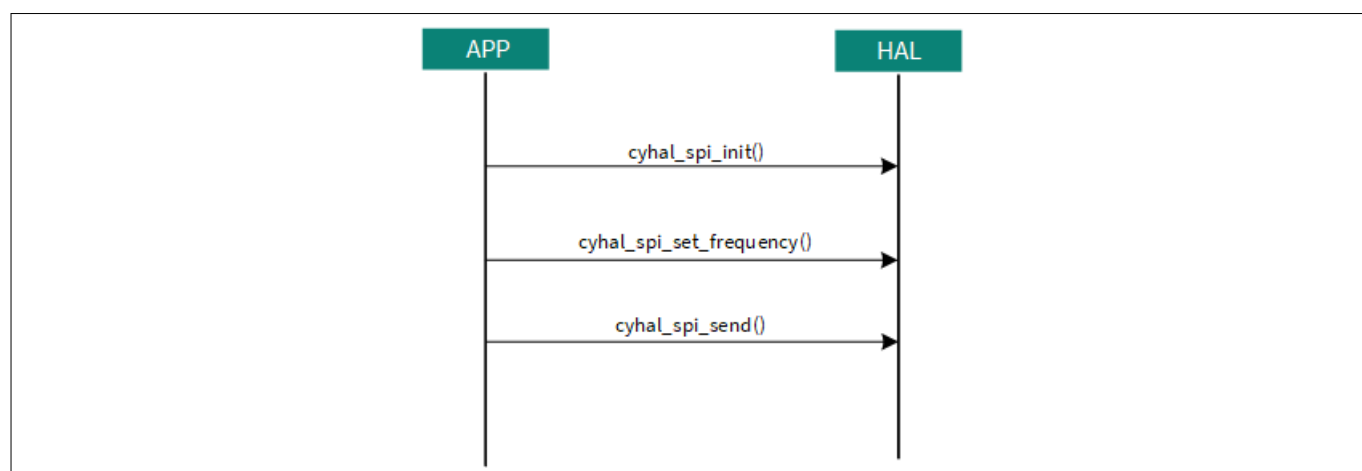 APP
HAL
cyhal_spi_init()
cyhal_spi_set_frequency()
cyhal_spi_send()